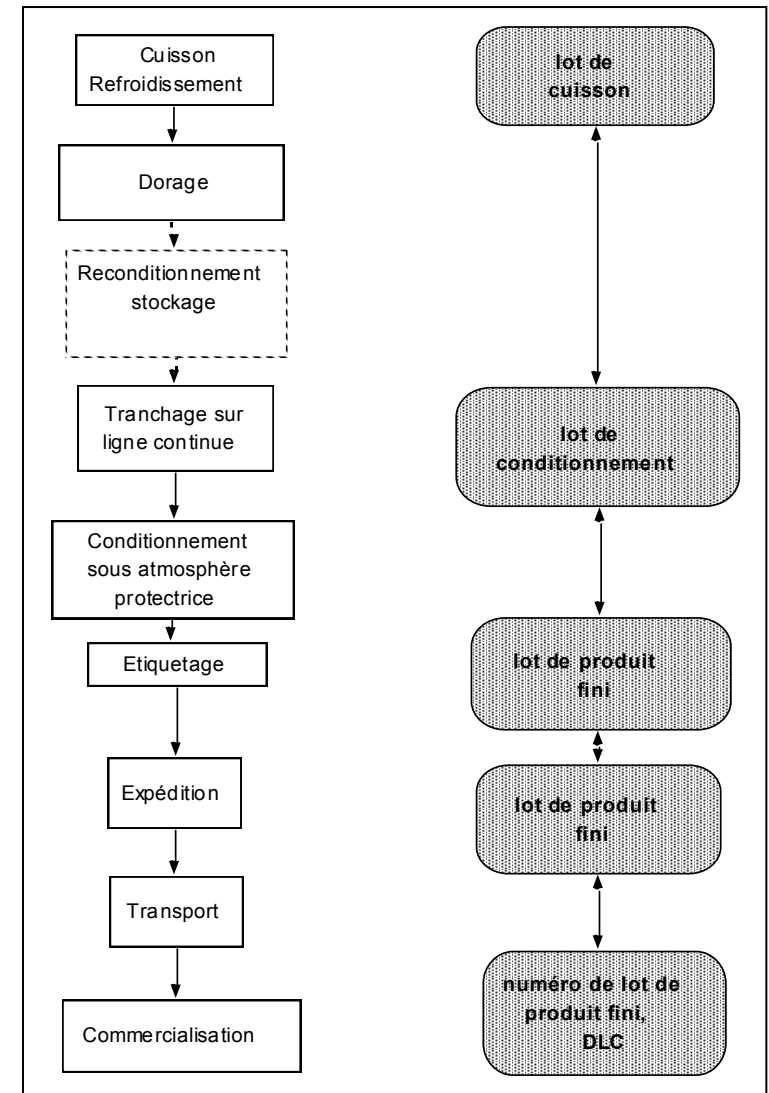 Cuisson
Refroidissement
lot de
cuisson
Dorage
Reconditionnement
stockage
Tranchage sur
ligne continue
lot de
conditionnement
Conditionnement
sous atmosphère
protectrice
Etiquetage
lot de produit
fini
Expédition
lot de produit
fini
Transport
numéro de lot de
produit fini,
DLC
Commercialisation